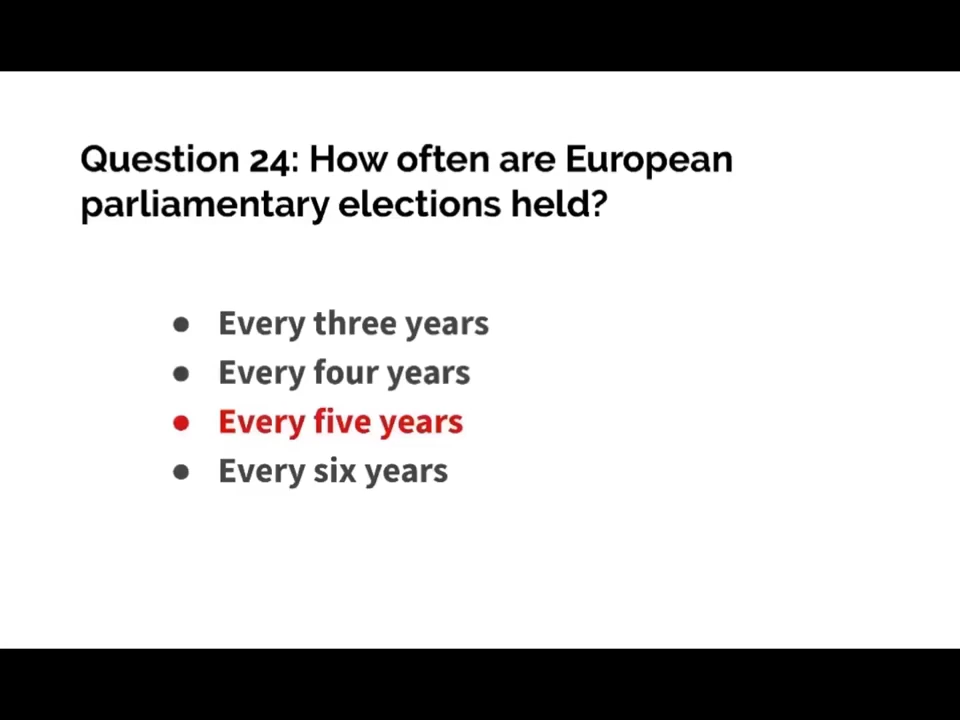 Question 24: How often are European
parliamentary elections held?
● Every three years
● Every four years
● Every five years
● Every six years